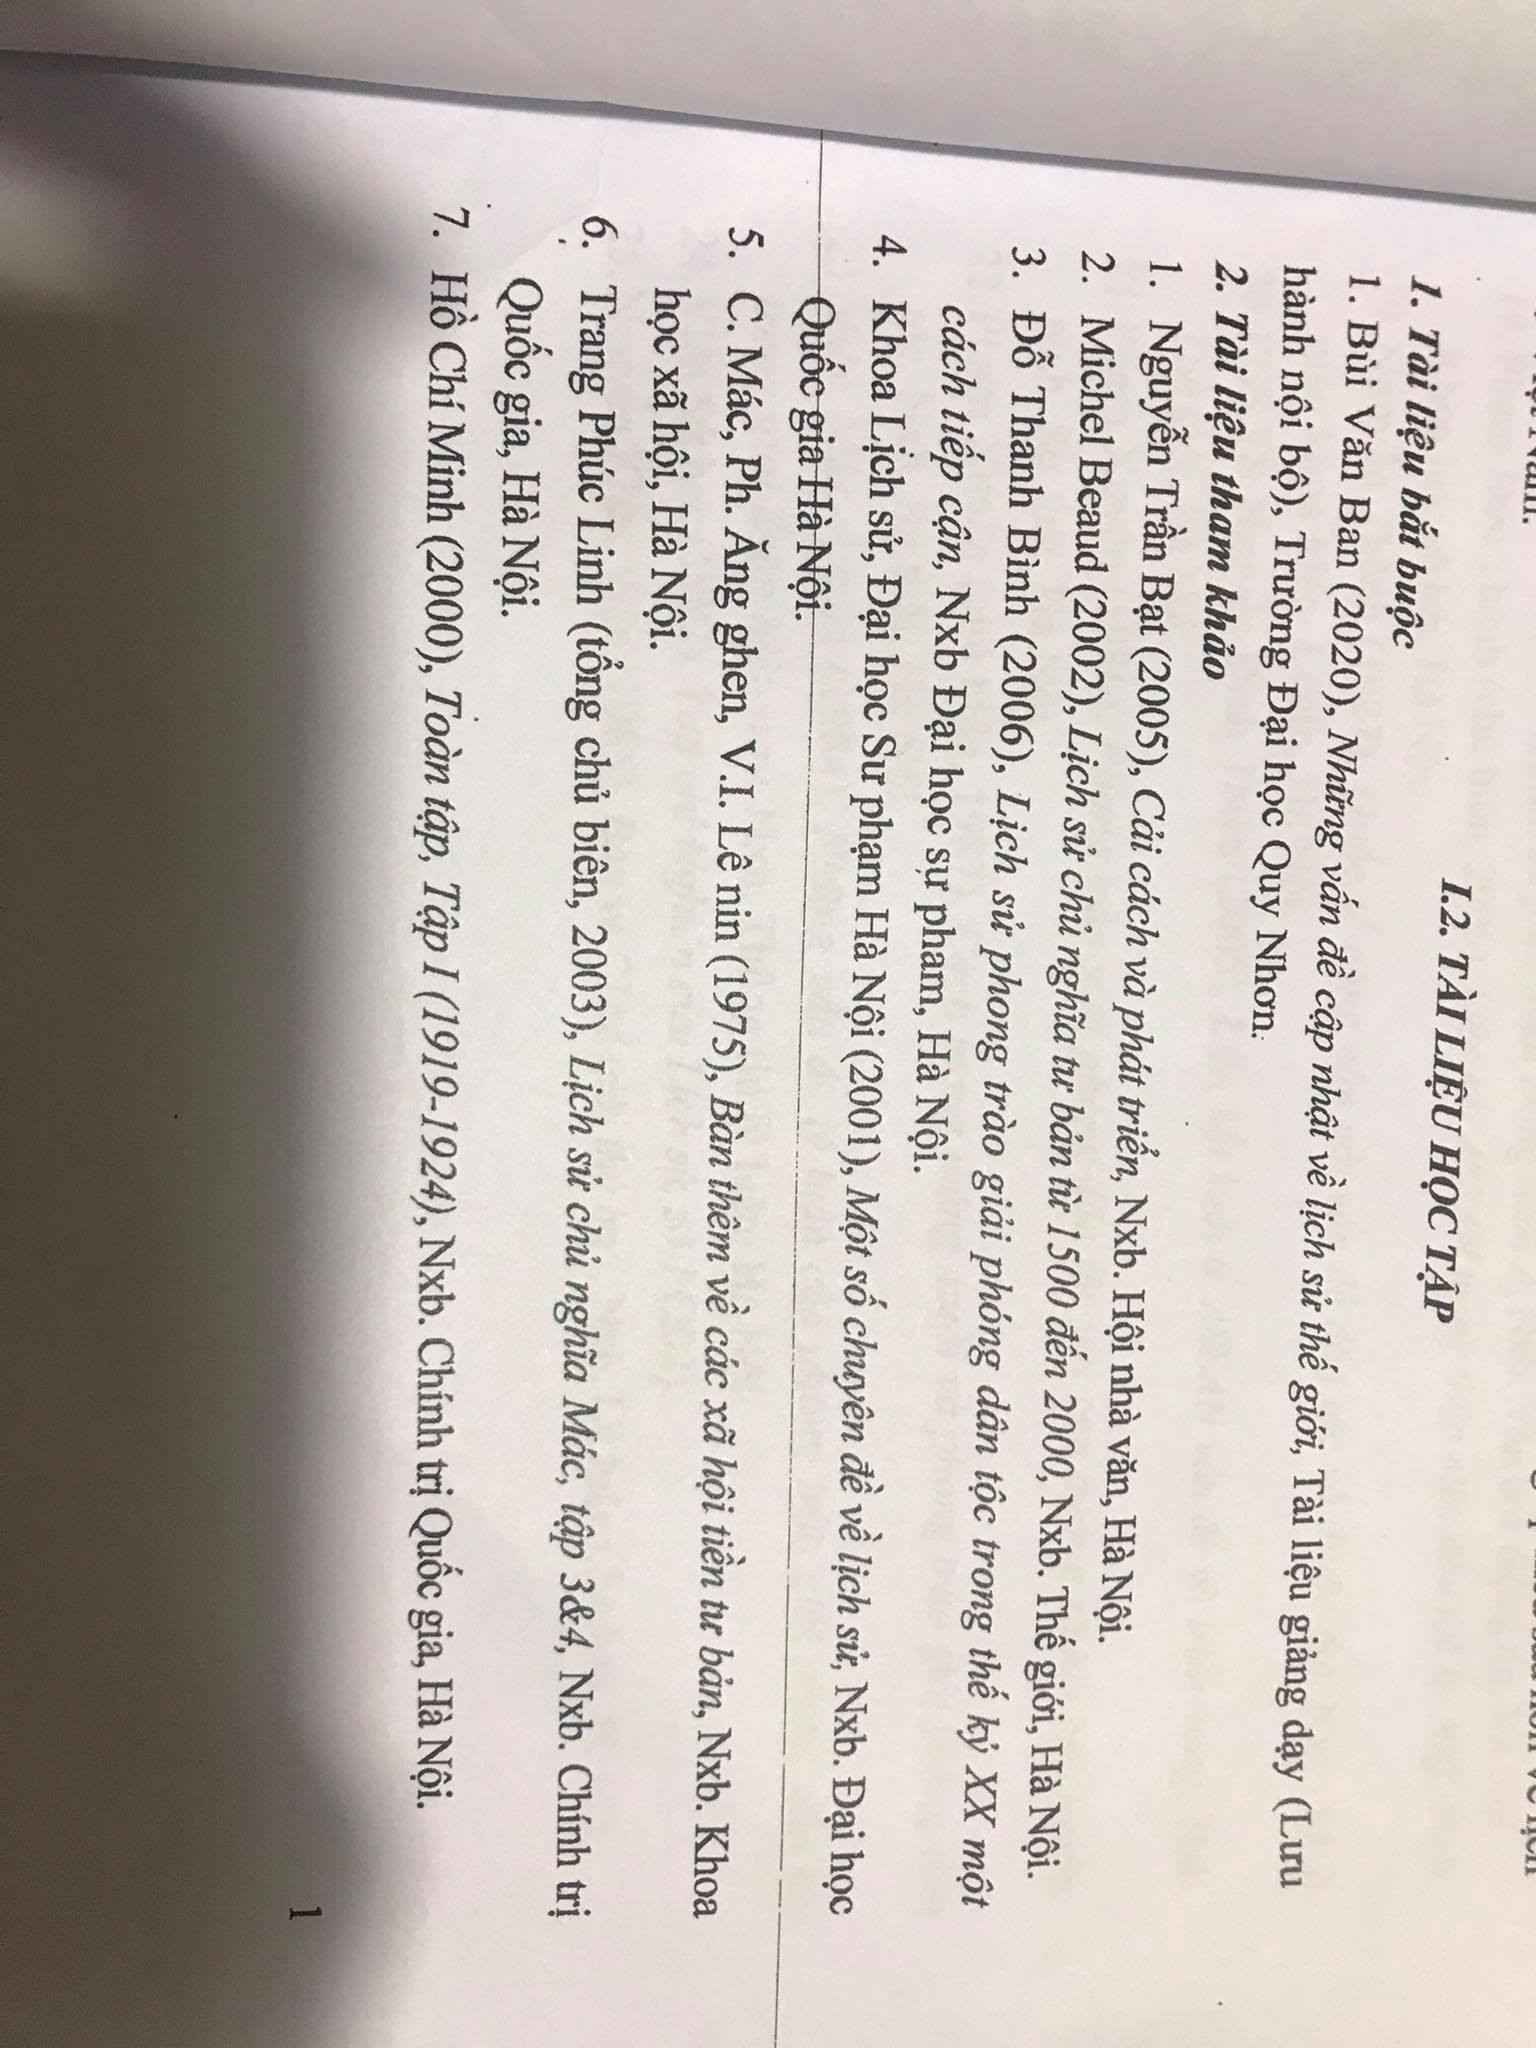 I.2. TÀI LIỆU HỌC TẬP
1. Tài liệu bắt buộc
1. Bùi Văn Ban (2020), Những vấn đề cập nhật về lịch sử thế giới, Tài liệu giảng dạy (Lưu
hành nội bộ), Trường Đại học Quy Nhơn.
2. Tài liệu tham khảo
1. Nguyễn Trần Bạt (2005), Cải cách và phát triển, Nxb. Hội nhà văn, Hà Nội.
2. Michel Beaud (2002), Lịch sử chủ nghĩa tư bản từ 1500 đến 2000, Nxb. Thế giới, Hà Nội.
3. Đỗ Thanh Bình (2006), Lịch sử phong trào giải phóng dân tộc trong thế kỷ XX một
cách tiếp cận, Nxb Đại học sự pham, Hà Nội.
4. Khoa Lịch sử, Đại học Sư phạm Hà Nội (2001), Một số chuyên đề về lịch sử, Nxb. Đại học
Quốc gia Hà Nội.
5. C. Mác, Ph. Ăng ghen, V.I. Lê nin (1975), Bàn thêm về các xã hội tiền tư bản, Nxb. Khoa
học xã hội, Hà Nội.
6. Trang Phúc Linh (tổng chủ biên, 2003), Lịch sử chủ nghĩa Mác, tập 3&4, Nxb. Chính trị
Quốc gia, Hà Nội.
7. Hồ Chí Minh (2000), Toàn tập, Tập I (1919-1924), Nxb. Chính trị Quốc gia, Hà Nội.
1